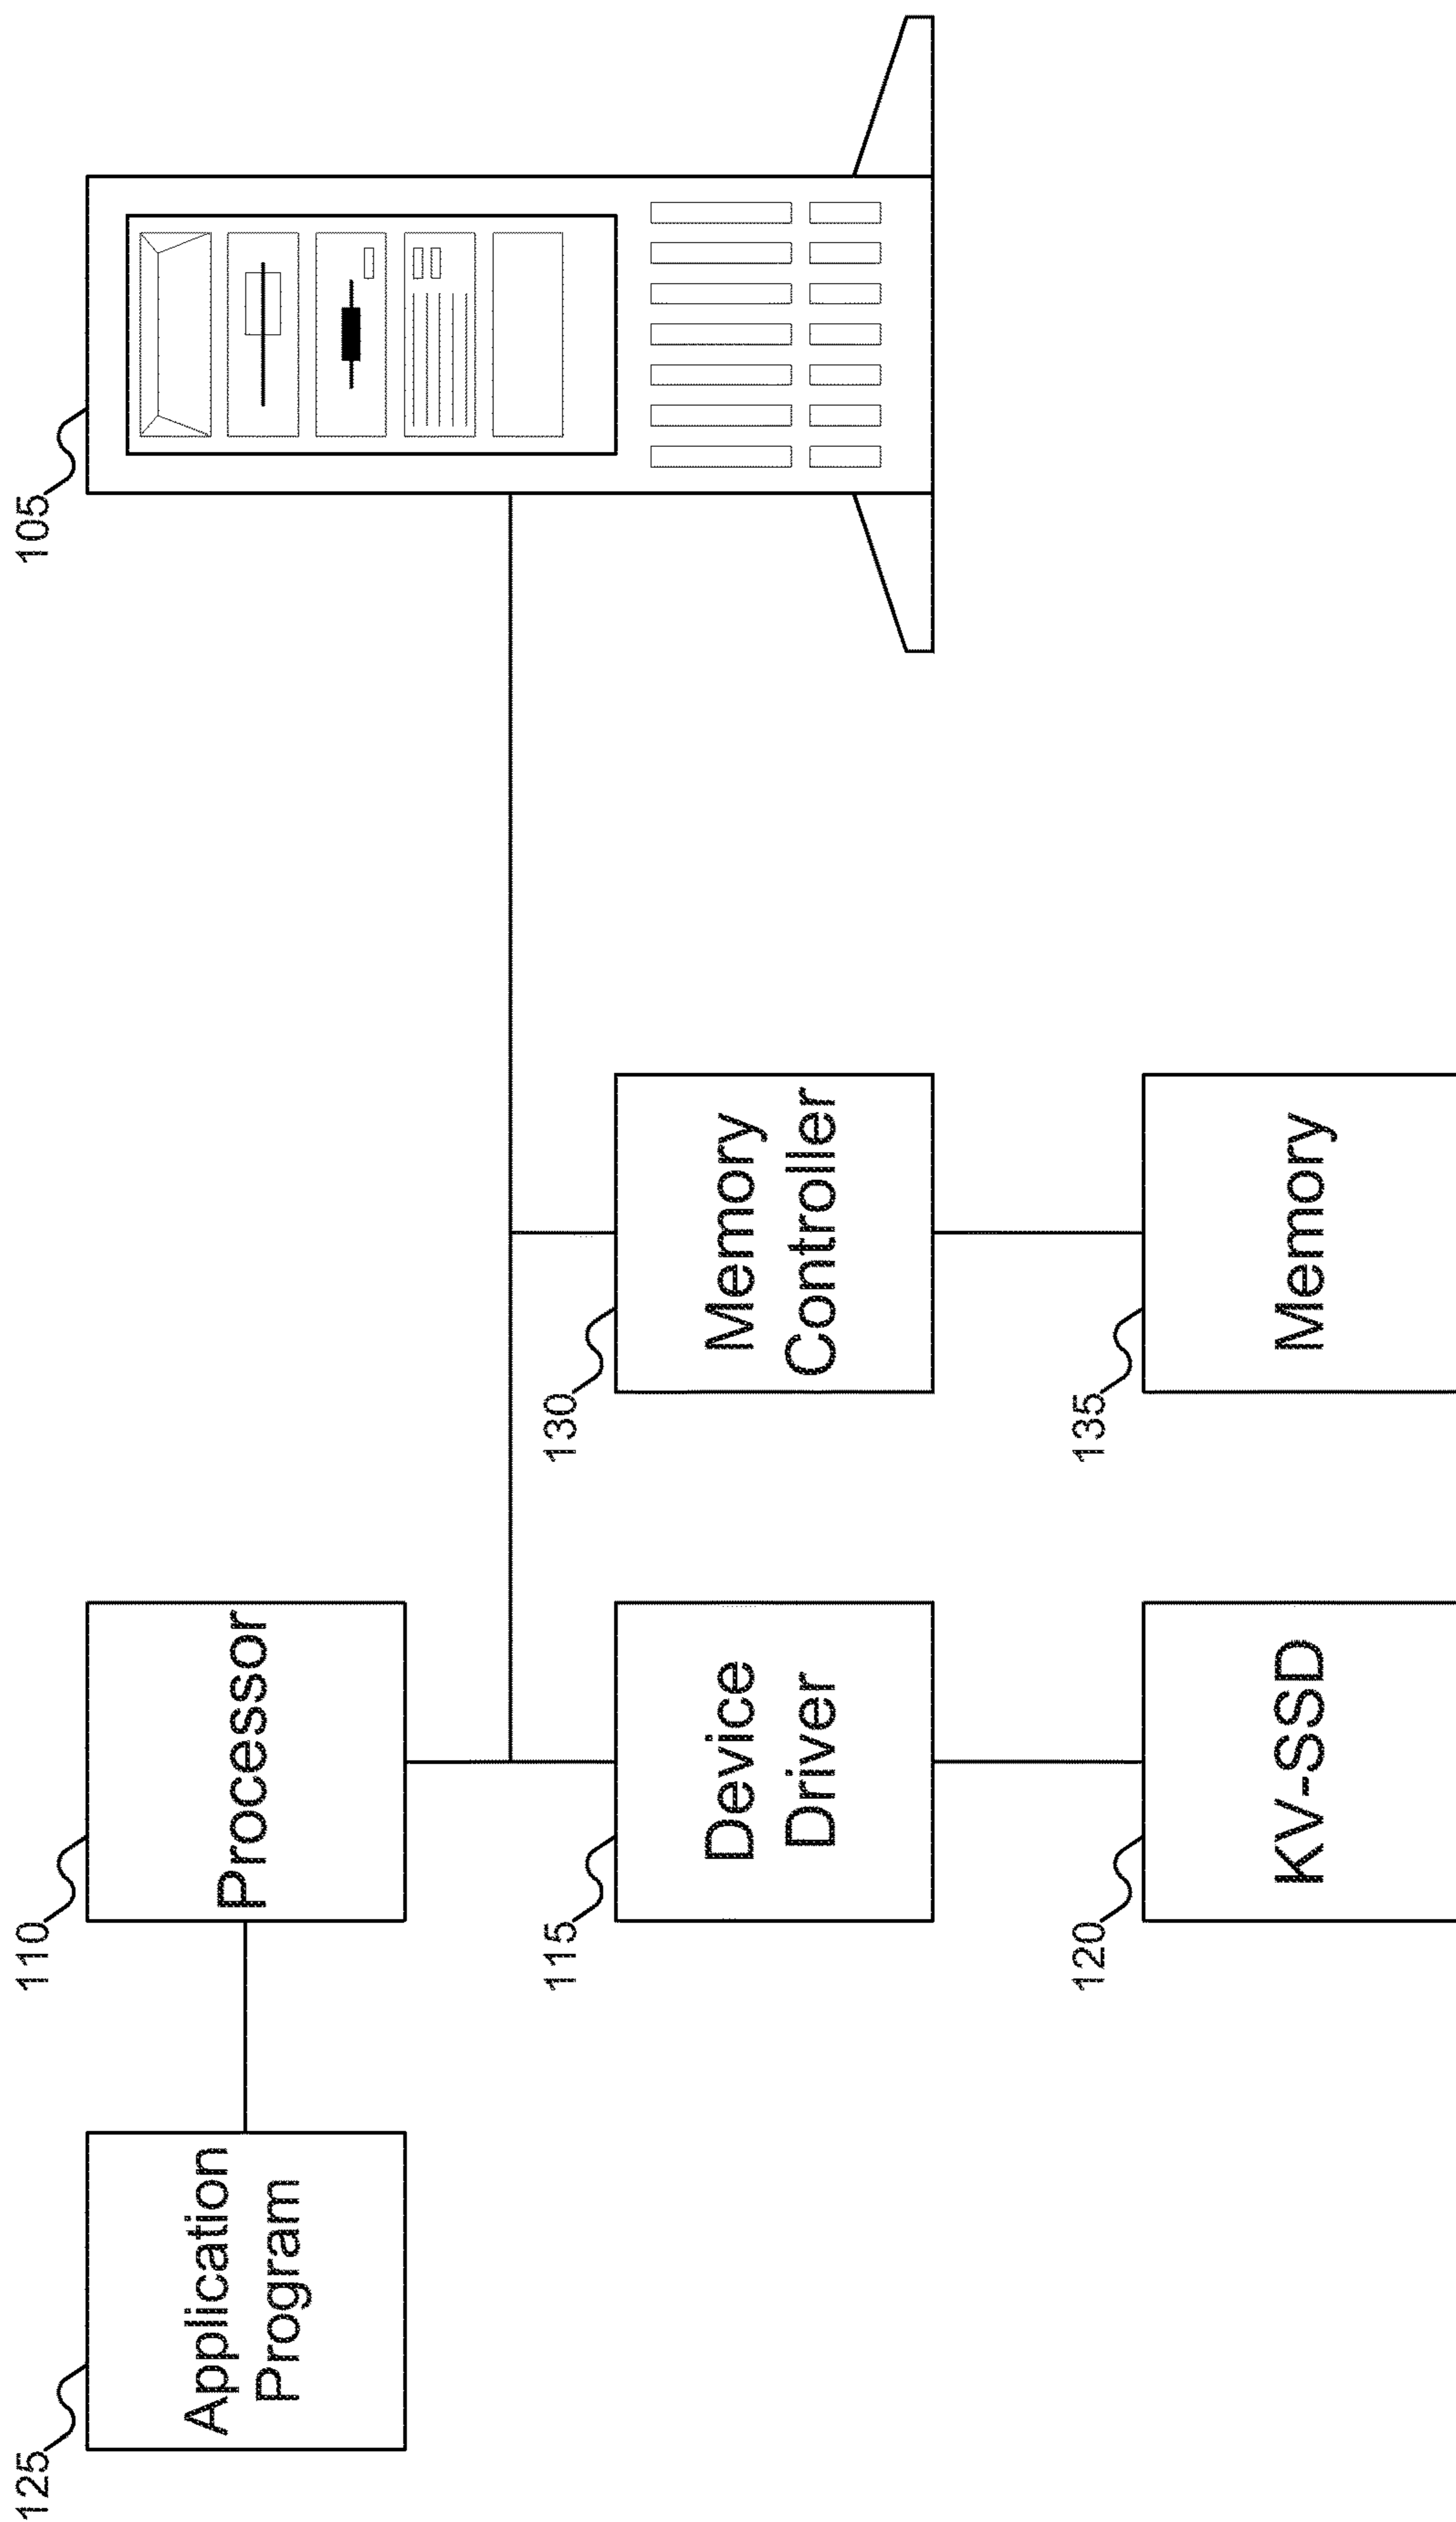 125
Application
Program
110
Processor
105
115
Device
Driver
130
Memory
Controller
120
KV-SSD
135
Memory